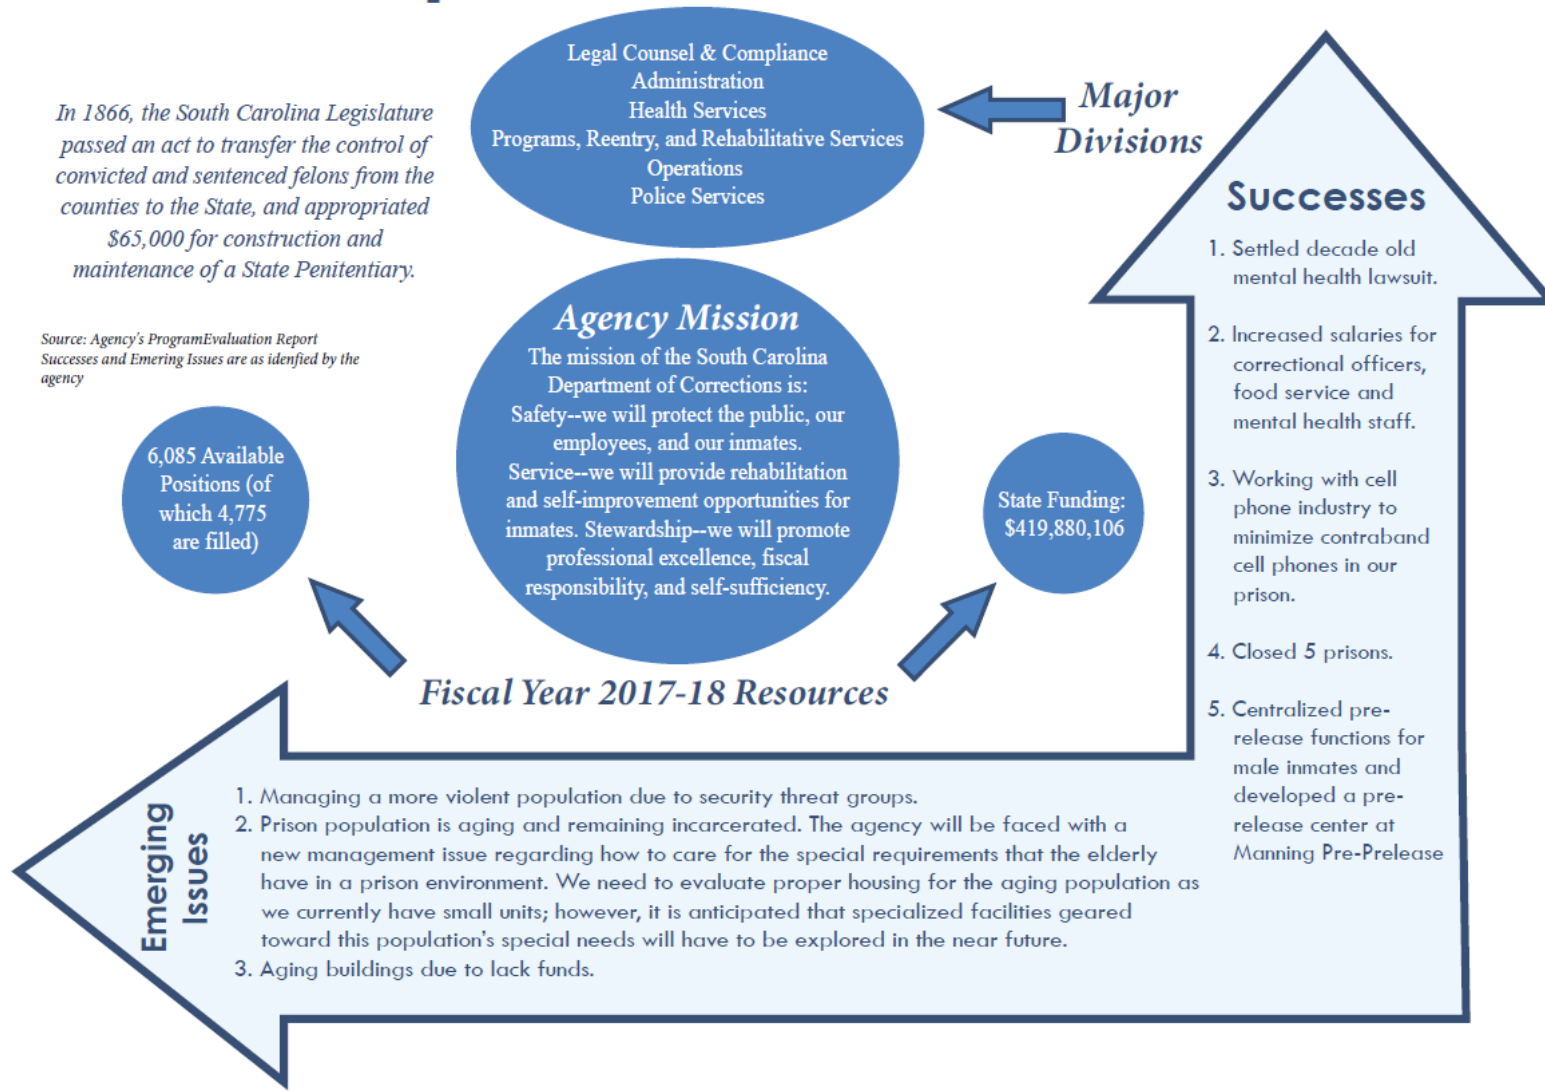 In 1866, the South Carolina Legislature
passed an act to transfer the control of
convicted and sentenced felons from the
counties to the State, and appropriated
$65,000 for construction and
maintenance of a State Penitentiary.
Source: Agency's ProgramEvaluation Report
Successes and Emering Issues are as idenfied by the
agency
Legal Counsel & Compliance
Administration
Health Services
Programs, Reentry, and Rehabilitative Services
Operations
Police Services
Major
Divisions
Agency Mission
The mission of the South Carolina
Department of Corrections is:
Safety--we will protect the public, our
employees, and our inmates.
Service--we will provide rehabilitation
and self-improvement opportunities for
inmates. Stewardship--we will promote
professional excellence, fiscal
responsibility, and self-sufficiency.
6,085 Available
Positions (of
which 4,775
are filled)
State Funding:
$419,880,106
Fiscal Year 2017-18 Resources
Successes
1. Settled decade old
mental health lawsuit.
2. Increased salaries for
correctional officers,
food service and
mental health staff.
3. Working with cell
phone industry to
minimize contraband
cell phones in our
prison.
4. Closed 5 prisons.
5. Centralized pre-
release functions for
male inmates and
developed a pre-
release center at
Manning Pre-Prelease
Emerging
Issues
1. Managing a more violent population due to security threat groups.
2. Prison population is aging and remaining incarcerated. The agency will be faced with a
new management issue regarding how to care for the special requirements that the elderly
have in a prison environment. We need to evaluate proper housing for the aging population as
we currently have small units; however, it is anticipated that specialized facilities geared
toward this population's special needs will have to be explored in the near future.
3. Aging buildings due to lack funds.